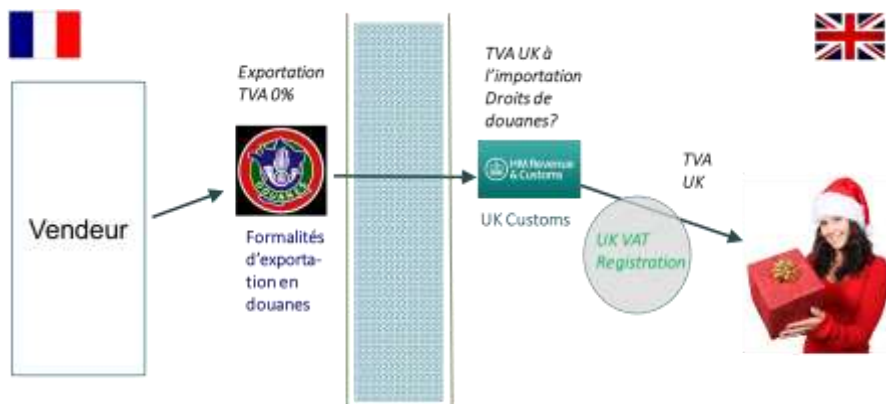 Vendeur
Exportation
TVA 0%
DOUANES
Formalités
d'exporta-
tion en
douanes
TVA UK à
l'importation
Droits de
douanes?
HM Revenue
& Customs
UK Customs
TVA
UK
UK VAT
Registration